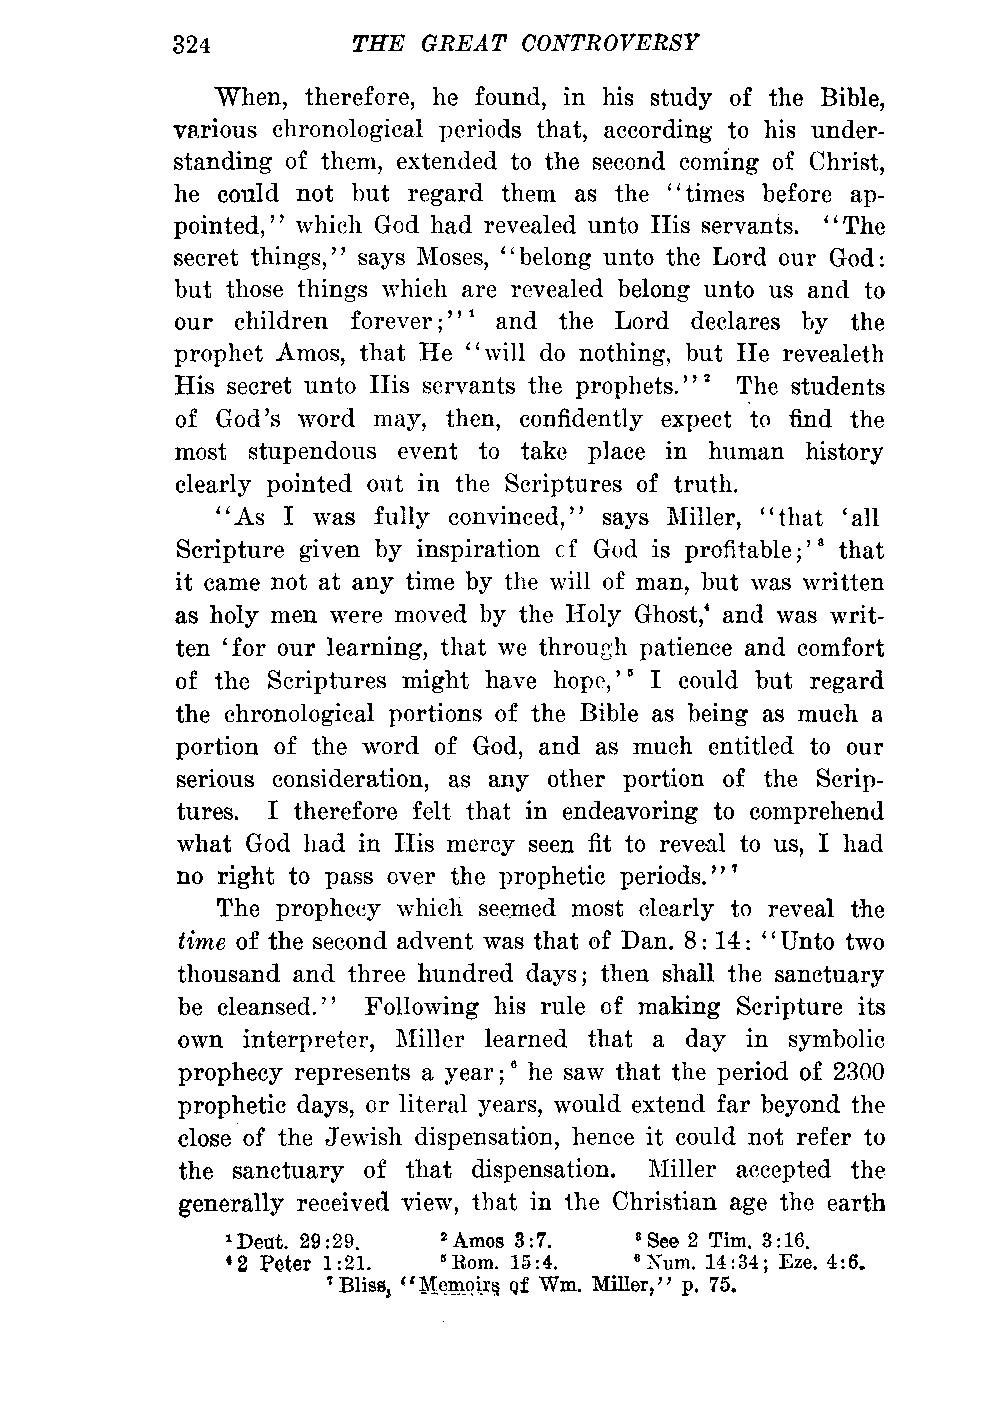 324 THE GREAT CONTROVERSY
When, therefore, he found, in his study of the Bible,
various chronological periods that, according to his under-
standing of them, extended to the second coming of Christ,
he could not but regard them as the “times before ap-
pointed,” which God had revealed unto His servants. “The
secret things,” says Moses, “belong unto the Lord our God:
but those things which are revealed belong unto us and to
our children forever;”¹ and the Lord declares by the
prophet Amos, that He “will do nothing, but He revealeth
His secret unto His servants the prophets.”² The students
of God’s word may, then, confidently expect to find the
most stupendous event to take place in human history
clearly pointed out in the Scriptures of truth.
“As I was fully convinced,” says Miller, “that ‘all
Scripture given by inspiration of God is profitable;’³ that
it came not at any time by the will of man, but was written
as holy men were moved by the Holy Ghost,⁴ and was writ-
ten ‘for our learning, that we through patience and comfort
of the Scriptures might have hope,’⁵ I could but regard
the chronological portions of the Bible as being as much a
portion of the word of God, and as much entitled to our
serious consideration, as any other portion of the Scrip-
tures. I therefore felt that in endeavoring to comprehend
what God had in His mercy seen fit to reveal to us, I had
no right to pass over the prophetic periods.”⁷
The prophecy which seemed most clearly to reveal the
time of the second advent was that of Dan. 8:14: “Unto two
thousand and three hundred days; then shall the sanctuary
be cleansed.” Following his rule of making Scripture its
own interpreter, Miller learned that a day in symbolic
prophecy represents a year;⁶ he saw that the period of 2300
prophetic days, or literal years, would extend far beyond the
close of the Jewish dispensation, hence it could not refer to
the sanctuary of that dispensation. Miller accepted the
generally received view, that in the Christian age the earth
¹Deut. 29:29. ²Amos 3:7. ³See 2 Tim. 3:16.
⁴2 Peter 1:21. ⁵Rom. 15:4. ⁶Num. 14:34; Eze. 4:6.
⁷Bliss, “Memoirs of Wm. Miller,” p. 75.